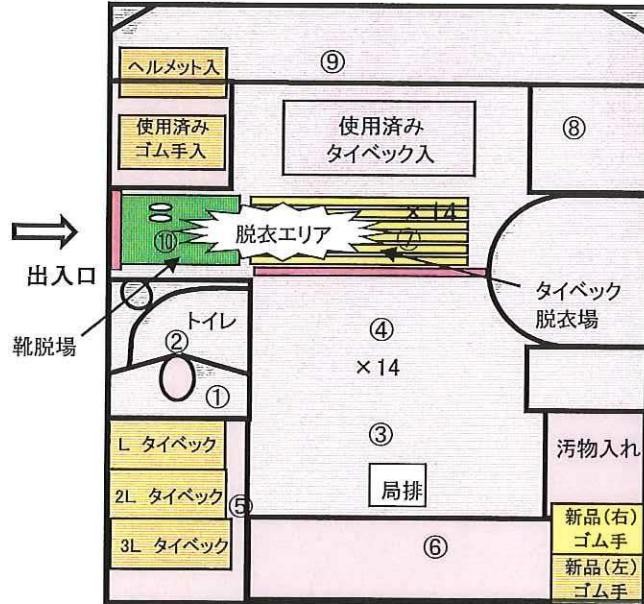 ⑨
ヘルメット入
使用済み
ゴム手入
使用済み
タイベック入
⑧
×14
脱衣エリア
⑩
⑦
出入口
靴脱場
タイベック
脱衣場
トイレ
②
①
④
×14
③
局排
L タイベック
2L タイベック
3L タイベック
⑤
⑥
汚物入れ
新品(右)
ゴム手
新品(左)
ゴム手